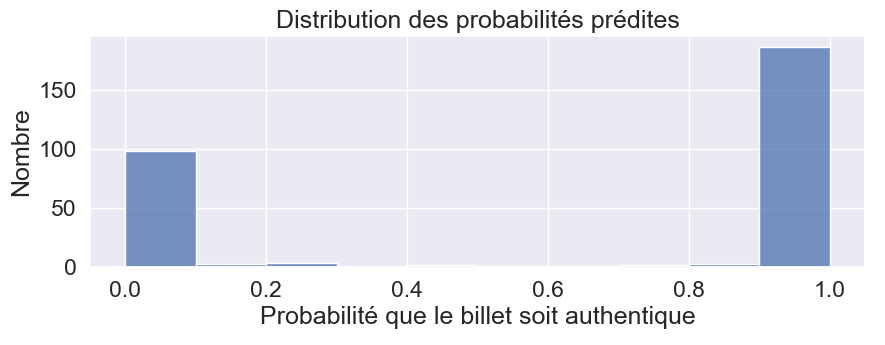 Distribution des probabilités prédites
Nombre
150
100
50
0
0.0 0.2 0.4 0.6 0.8 1.0
Probabilité que le billet soit authentique